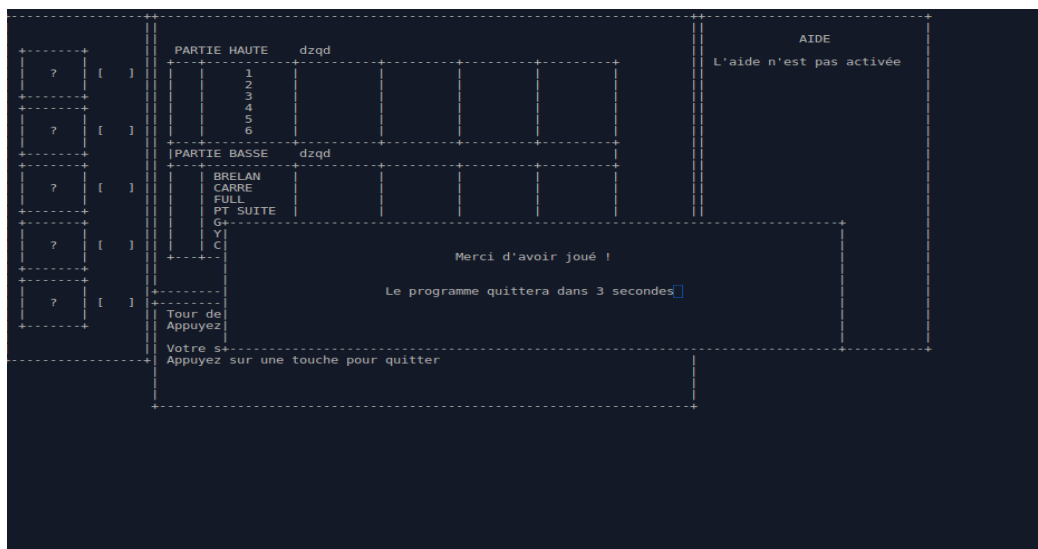 AIDE
PARTIE HAUTE dzqd
L'aide n'est pas activée
? [ ]
1
2
3
4
5
6
? [ ]
PARTIE BASSE dzqd
BRELAN
CARRE
? [ ]
FULL
PT SUITE
G
Y
? [ ]
C
Merci d'avoir joué !
Le programme quittera dans 3 secondes
? [ ]
Tour de
Appuyez
Votre s
Appuyez sur une touche pour quitter